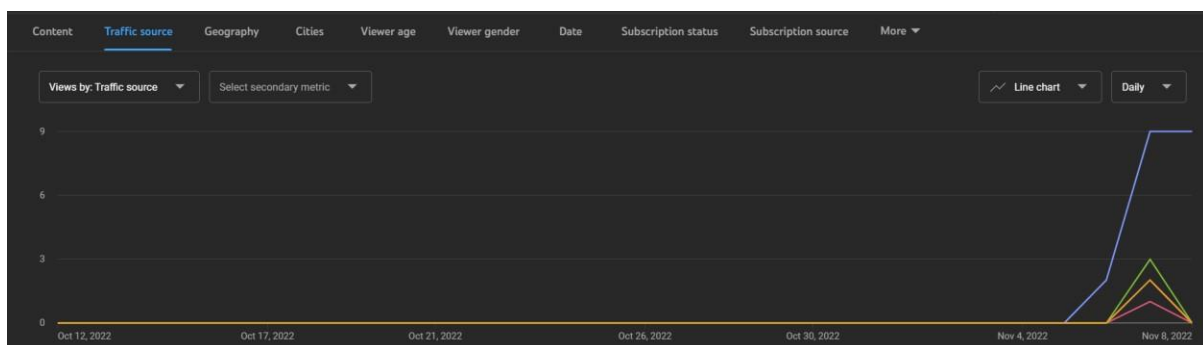 Content Traffic source Geography Cities Viewer age Viewer gender Date Subscription status Subscription source More
Views by: Traffic source Select secondary metric Line chart Daily
9
6
3
0
Oct 12, 2022 Oct 17, 2022 Oct 21, 2022 Oct 26, 2022 Oct 30, 2022 Nov 4, 2022 Nov 8, 2022